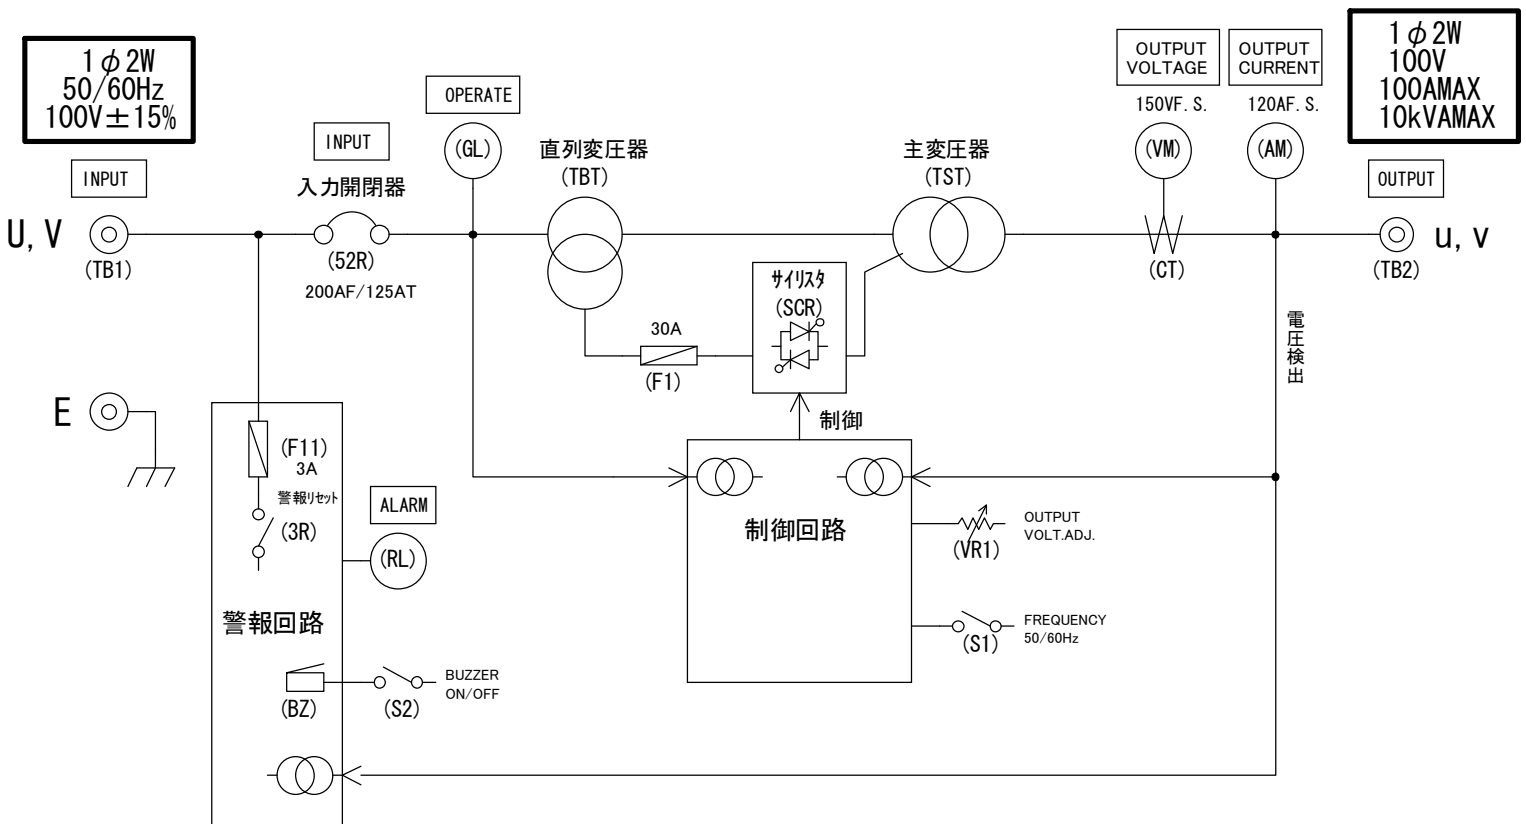 1φ2W
50/60Hz
100V±15%
INPUT
U, V
(TB1)
INPUT
入力開閉器
(52R)
200AF/125AT
OPERATE
(GL)
直列変圧器
(TBT)
主変圧器
(TST)
OUTPUT
VOLTAGE
150VF. S.
(VM)
OUTPUT
CURRENT
120AF. S.
(AM)
1φ2W
100V
100AMAX
10kVAMAX
OUTPUT
u, v
(TB2)
(CT)
サイリスタ
(SCR)
30A
(F1)
電圧検出
制御
E
(F11)
3A
警報リセット
(3R)
ALARM
(RL)
警報回路
(BZ)
(S2)
BUZZER
ON/OFF
制御回路
(VR1)
OUTPUT
VOLT.ADJ.
(S1)
FREQUENCY
50/60Hz